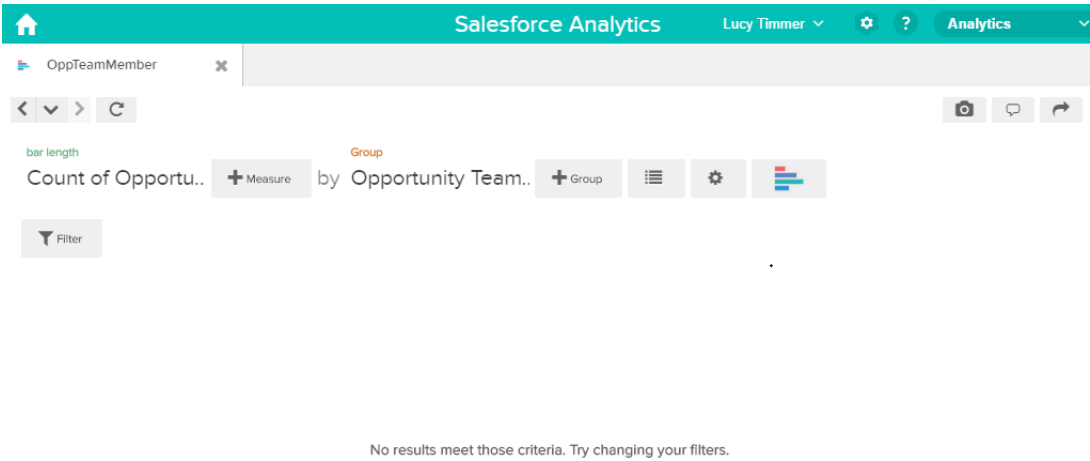 Salesforce Analytics Lucy Timmer ? Analytics
OppTeamMember
bar length Group
Count of Opportu.. Measure by Opportunity Team.. Group
Filter
No results meet those criteria. Try changing your filters.